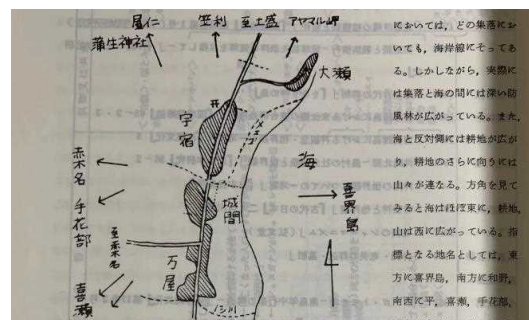 屋仁
蒲生神社
笠利
至土盛
アヤマル岬
大瀬
宇宿
海
赤木名
手花部
城間
喜界島
至赤木名
万屋
喜瀬
においては，どの集落にお
いても，海岸線にそってあ
る。しかしながら，実際に
は集落と海の間には深い防
風林が広がっている。また，
海と反対側には耕地が広が
り，耕地のさらに向うには
山々が連なる。方角を見て
みると海はほぼ東に，耕地，
山は西に広がっている。指
標となる地名としては，東
方に喜界島，南方に和野，
南西に平，喜瀬，手花部，